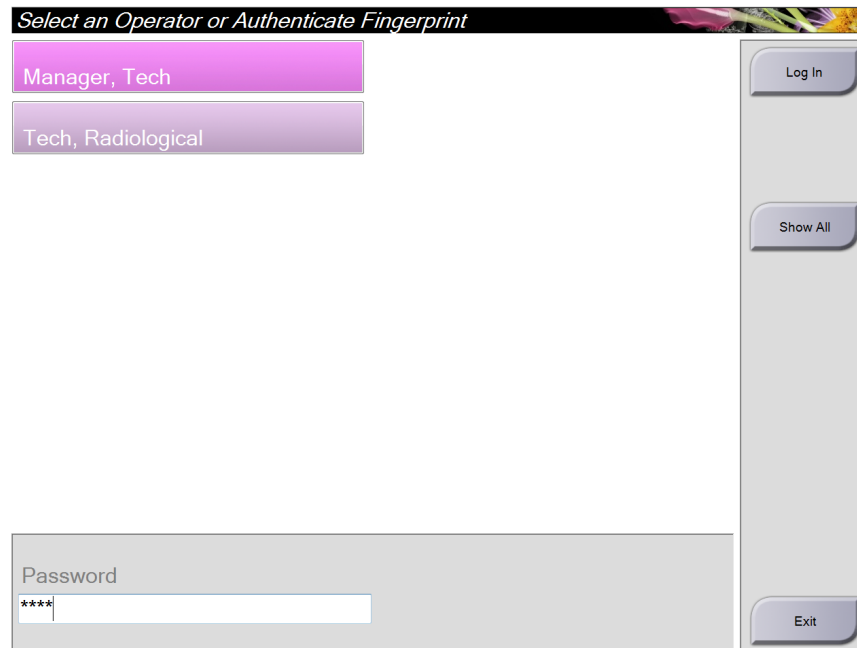 Select an Operator or Authenticate Fingerprint
Manager, Tech
Log In
Tech, Radiological
Show All
Password
****
Exit